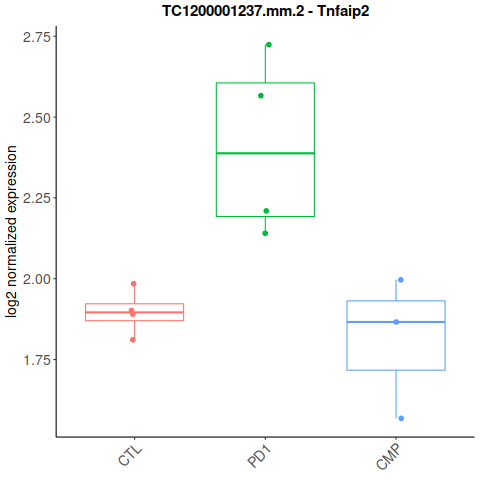 TC1200001237.mm.2 - Tnfaip2
log2 normalized expression
2.75
2.50
2.25
2.00
1.75
CTL
PD1
CMP